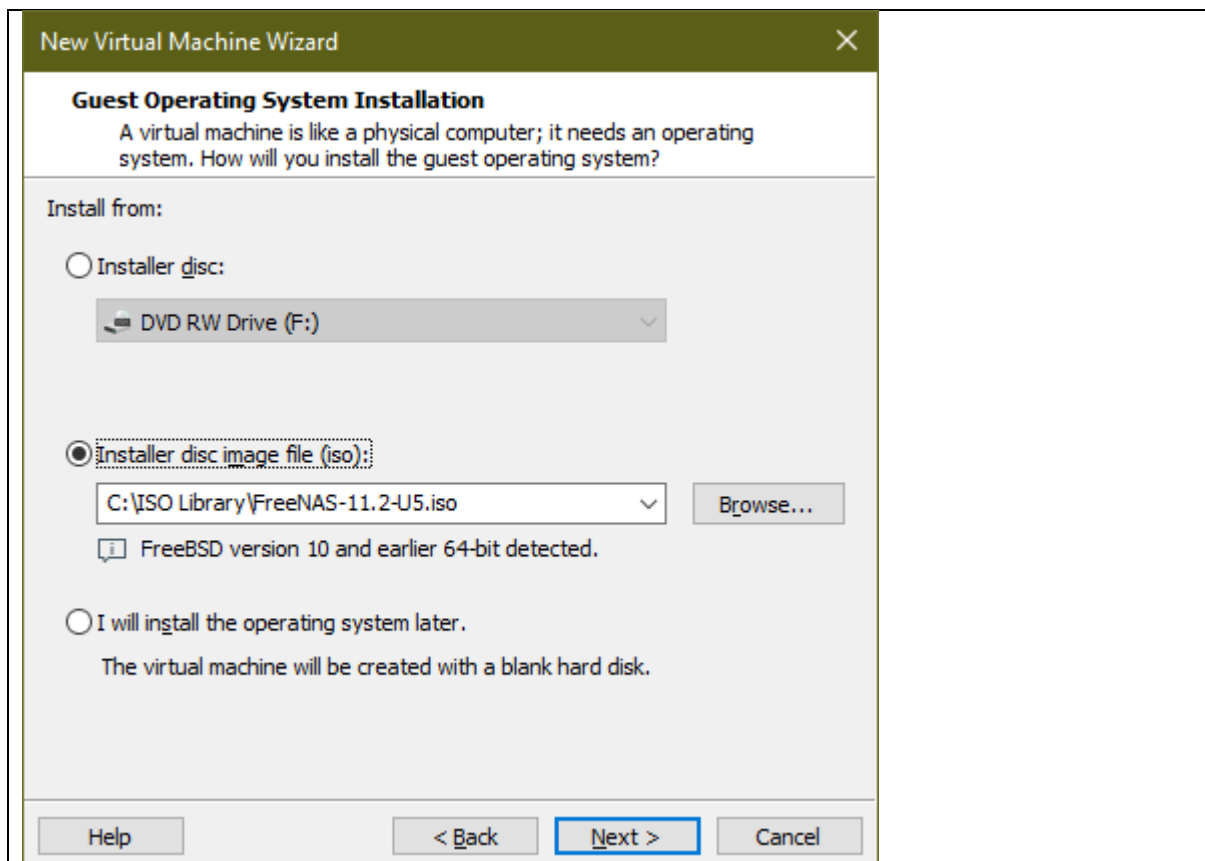 New Virtual Machine Wizard
Guest Operating System Installation
A virtual machine is like a physical computer; it needs an operating
system. How will you install the guest operating system?
Install from:
Installer disc:
DVD RW Drive (F:)
Installer disc image file (iso):
C:\ISO Library\FreeNAS-11.2-U5.iso
Browse...
FreeBSD version 10 and earlier 64-bit detected.
I will install the operating system later.
The virtual machine will be created with a blank hard disk.
Help
< Back
Next >
Cancel